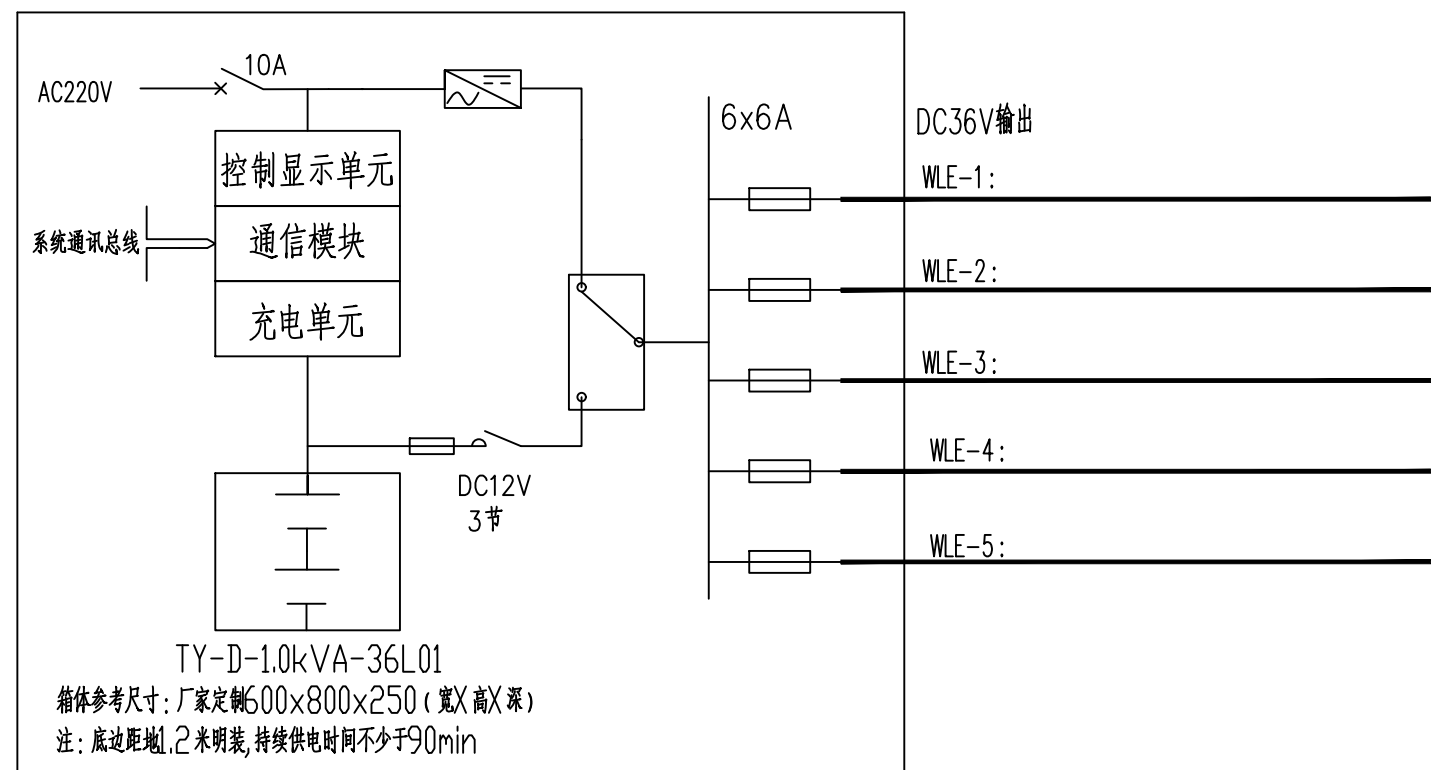 10A
AC220V
6x6A
DC36V输出
控制显示单元
WLE-1:
系统通讯总线
通信模块
WLE-2:
充电单元
WLE-3:
WLE-4:
DC12V
3节
WLE-5:
TY-D-1.0kVA-36L01
箱体参考尺寸:厂家定制600x800x250(宽X高X深)
注:底边距地1.2米明装,持续供电时间不少于90min